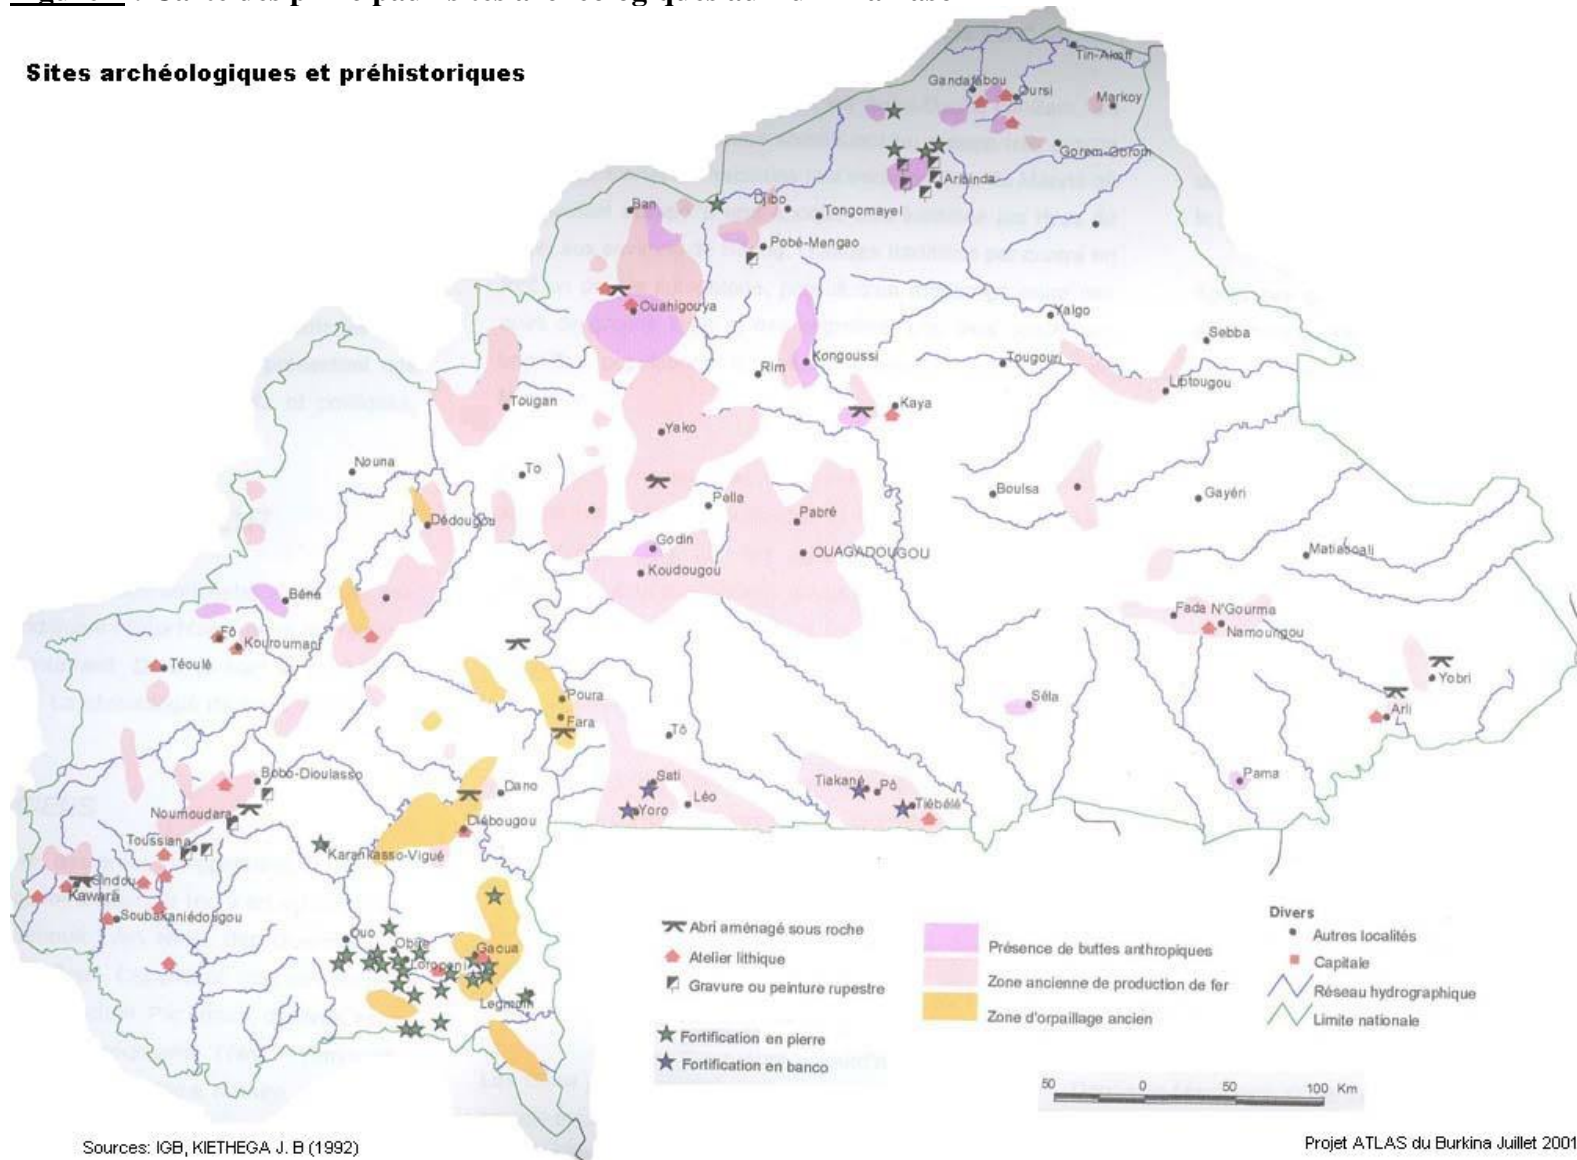 Sites archéologiques et préhistoriques
Tin-Akoff
Gandafabou
Oursi
Markoy
Gorom-Gorom
Aribinda
Ban
Djibo
Tongomayel
Pobé-Mengao
Ouahigouya
Yalgo
Sebba
Rim
Kongoussi
Tougouri
Liptougou
Tougan
Kaya
Yako
Nouna
To
Boulsa
Gayéri
Pella
Pabré
Dédougou
Godin
OUAGADOUGOU
Matiacoali
Koudougou
Béna
Fada N'Gourma
Namoungou
Fô
Kouroumani
Téoulé
Yobri
Poura
Fara
Séla
Arli
Tô
Bobo-Dioulasso
Sati
Tiakané
Pô
Pama
Dano
Noumoudara
Yoro
Léo
Tiébélé
Diébougou
Toussiana
Karankasso-Vigué
Sindou
Kawara
Soubakaniédougou
Ouo
Obire
Gaoua
Loropeni
Legmoin
Abri aménagé sous roche
Atelier lithique
Gravure ou peinture rupestre
Fortification en pierre
Fortification en banco
Présence de buttes anthropiques
Zone ancienne de production de fer
Zone d'orpaillage ancien
Divers
Autres localités
Capitale
Réseau hydrographique
Limite nationale
50 0 50 100 Km
Sources: IGB, KIETHEGA J. B (1992)
Projet ATLAS du Burkina Juillet 2001